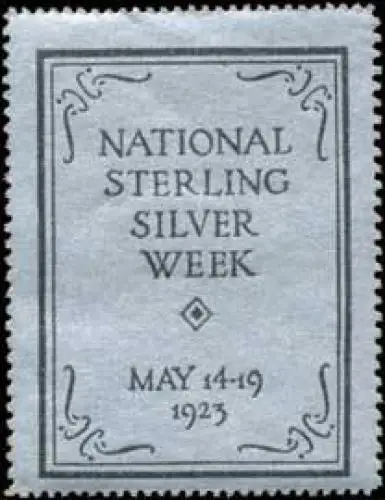 NATIONAL
STERLING
SILVER
WEEK
MAY 14-19
1923